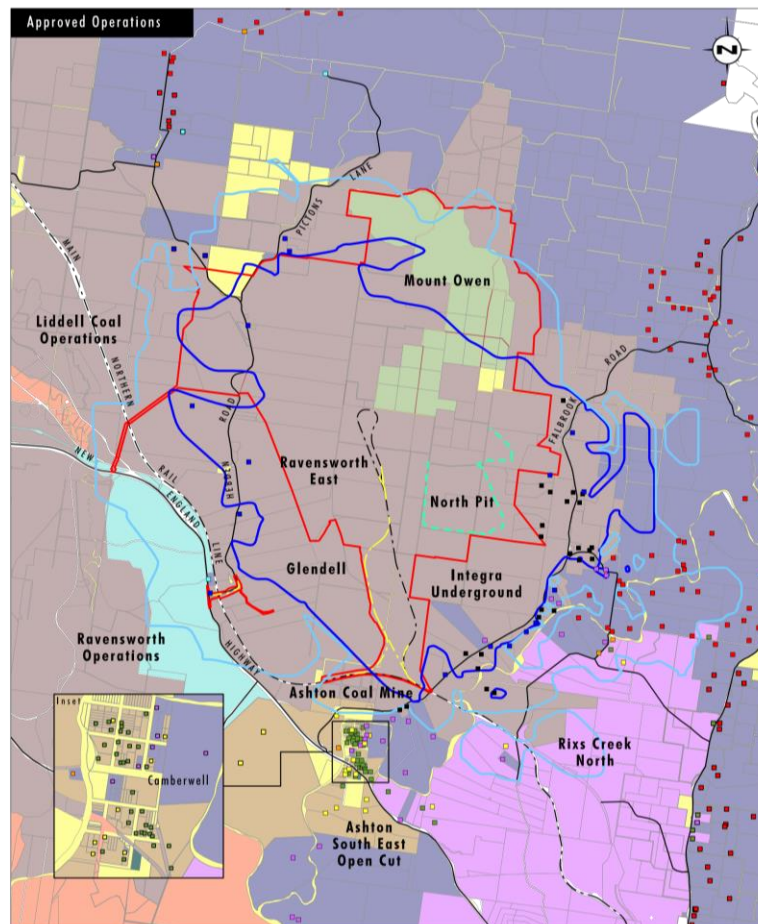 Approved Operations
Z
PICTONS LANE
MAIN
NORTHERN
RAIL
LINE
Mount Owen
Liddell Coal
Operations
ROAD
FALBROOK
HEBDEN
ROAD
NEW
ENGLAND
HIGHWAY
Ravensworth
East
North Pit
Glendell
Integra
Underground
Ravensworth
Operations
Ashton Coal Mine
Inset
Camberwell
Rixs Creek
North
Ashton
South East
Open Cut